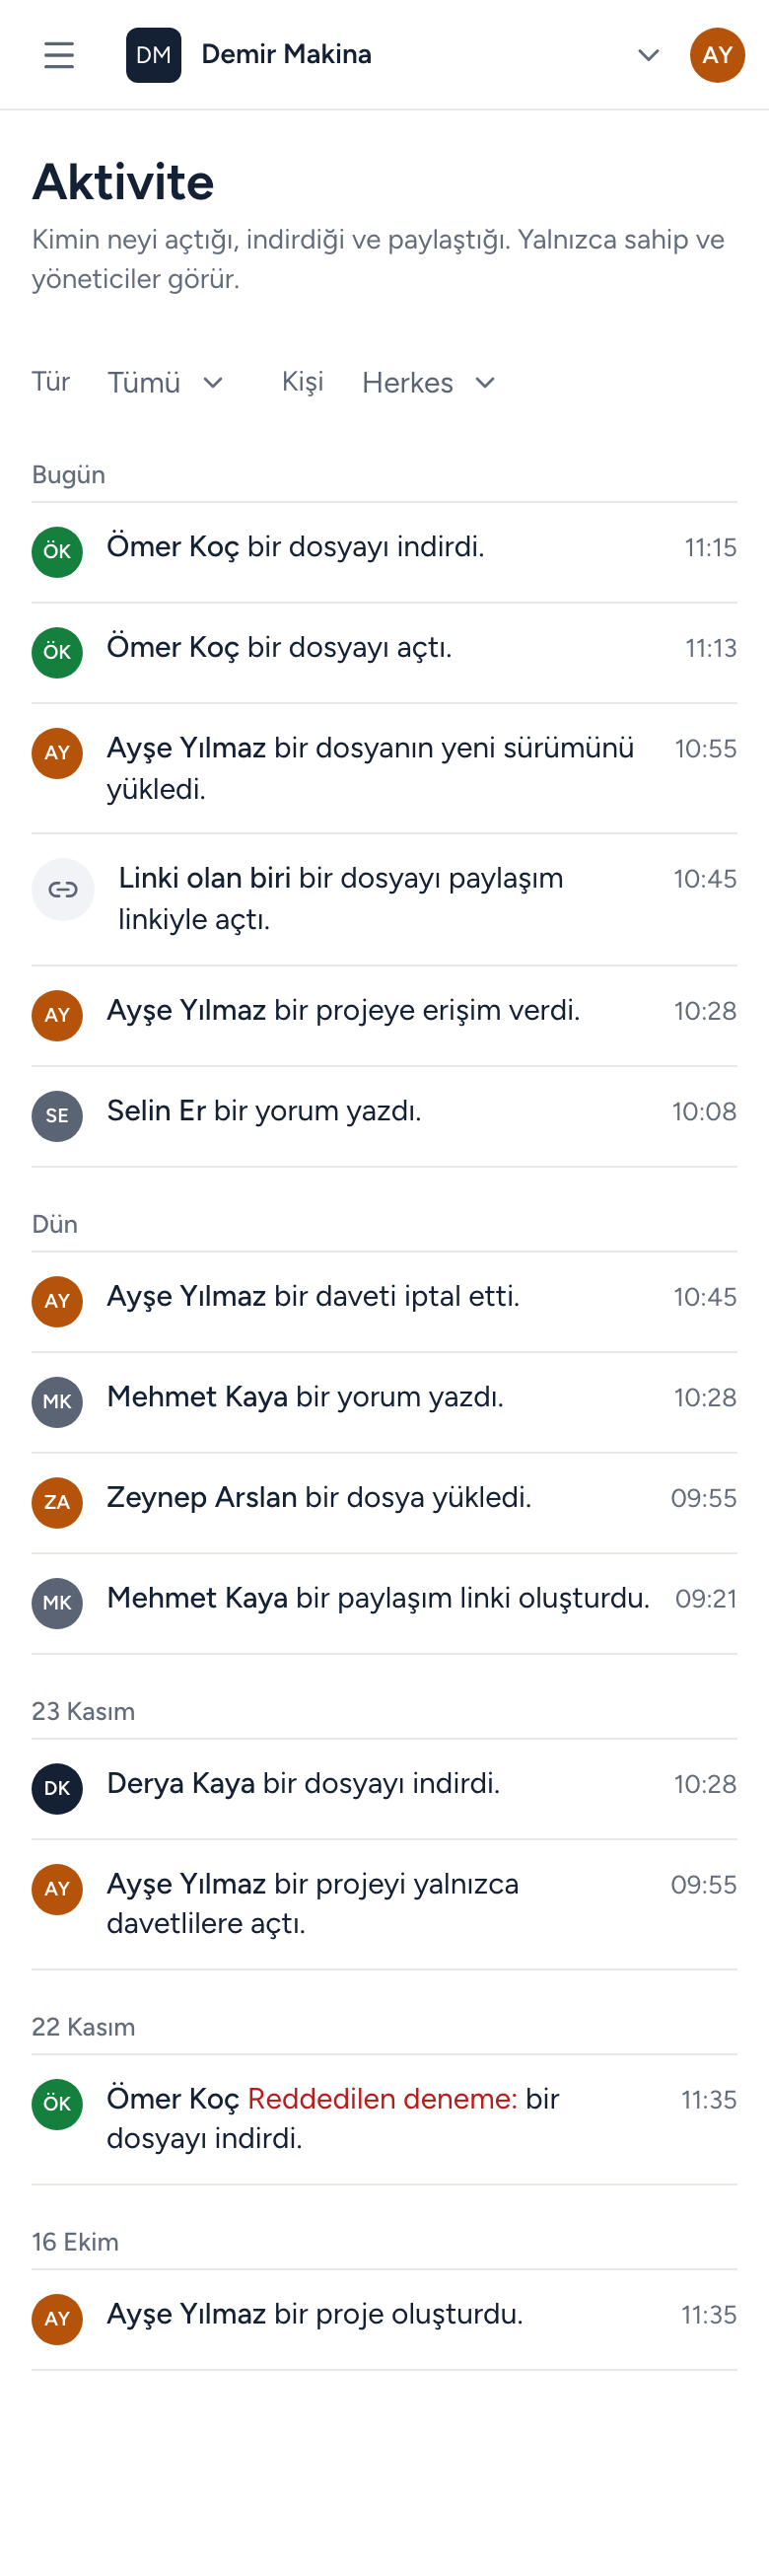 DM Demir Makina AY
Aktivite
Kimin neyi açtığı, indirdiği ve paylaştığı. Yalnızca sahip ve
yöneticiler görür.
Tür Tümü Kişi Herkes
Bugün
ÖK Ömer Koç bir dosyayı indirdi. 11:15
ÖK Ömer Koç bir dosyayı açtı. 11:13
AY Ayşe Yılmaz bir dosyanın yeni sürümünü 10:55
yükledi.
Linki olan biri bir dosyayı paylaşım 10:45
linkiyle açtı.
AY Ayşe Yılmaz bir projeye erişim verdi. 10:28
SE Selin Er bir yorum yazdı. 10:08
Dün
AY Ayşe Yılmaz bir daveti iptal etti. 10:45
MK Mehmet Kaya bir yorum yazdı. 10:28
ZA Zeynep Arslan bir dosya yükledi. 09:55
MK Mehmet Kaya bir paylaşım linki oluşturdu. 09:21
23 Kasım
DK Derya Kaya bir dosyayı indirdi. 10:28
AY Ayşe Yılmaz bir projeyi yalnızca 09:55
davetlilere açtı.
22 Kasım
ÖK Ömer Koç Reddedilen deneme: bir 11:35
dosyayı indirdi.
16 Ekim
AY Ayşe Yılmaz bir proje oluşturdu. 11:35